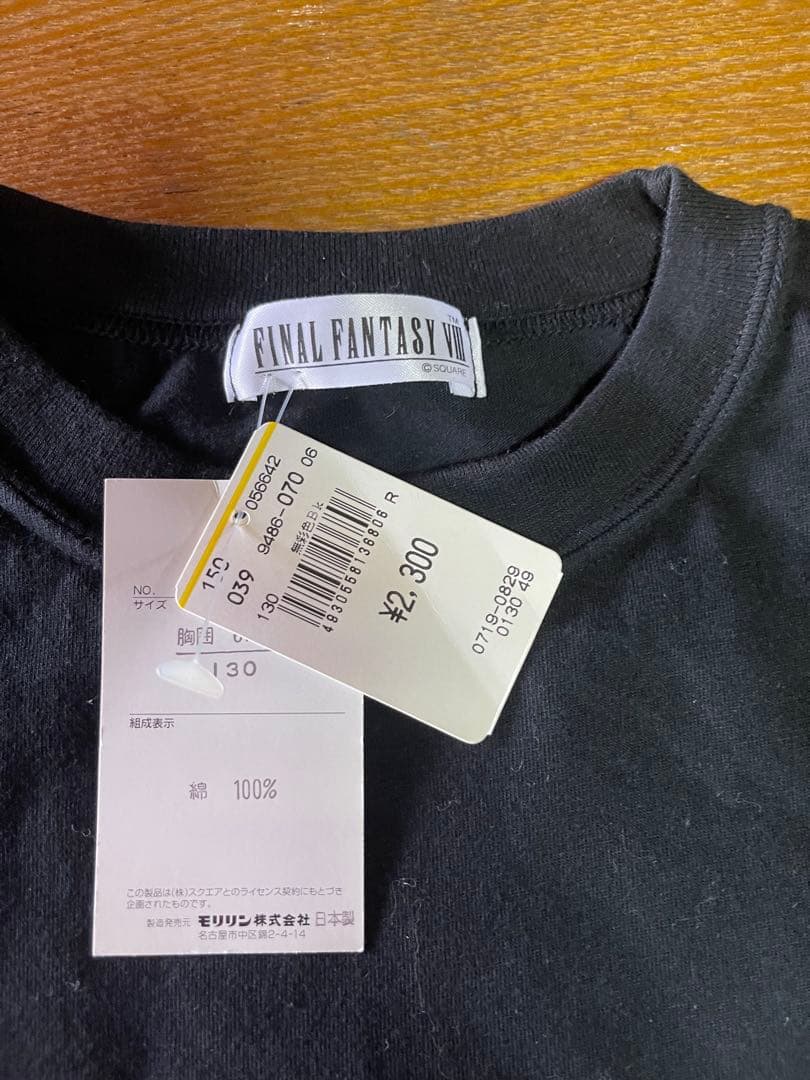 FINAL FANTASY VIII™
©SQUARE
056642
150 9486-070 06
039 無彩色Bk
130
4930558136806 R
¥2,300
0719-0829
0130 49
NO.
サイズ
胸囲
130
組成表示
綿 100%
この製品は(株)スクエアとのライセンス契約にもとづき
企画されたものです。
製造発売元 モリリン株式会社 日本製
名古屋市中区錦2-4-14